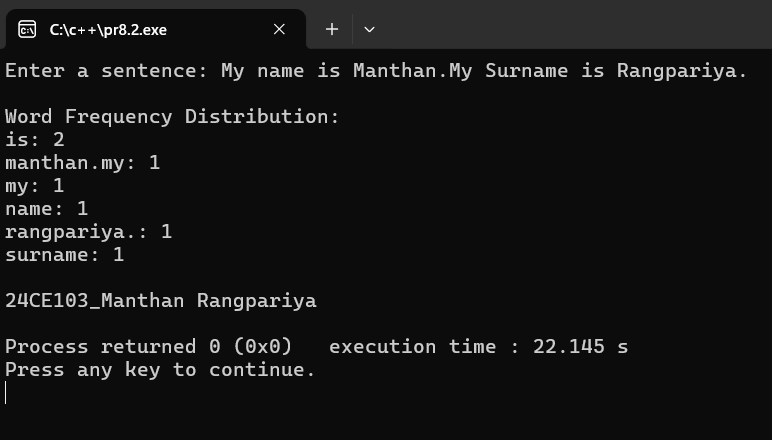 C:\c++\pr8.2.exe
Enter a sentence: My name is Manthan.My Surname is Rangpariya.
Word Frequency Distribution:
is: 2
manthan.my: 1
my: 1
name: 1
rangpariya.: 1
surname: 1
24CE103_Manthan Rangpariya
Process returned 0 (0x0)   execution time : 22.145 s
Press any key to continue.